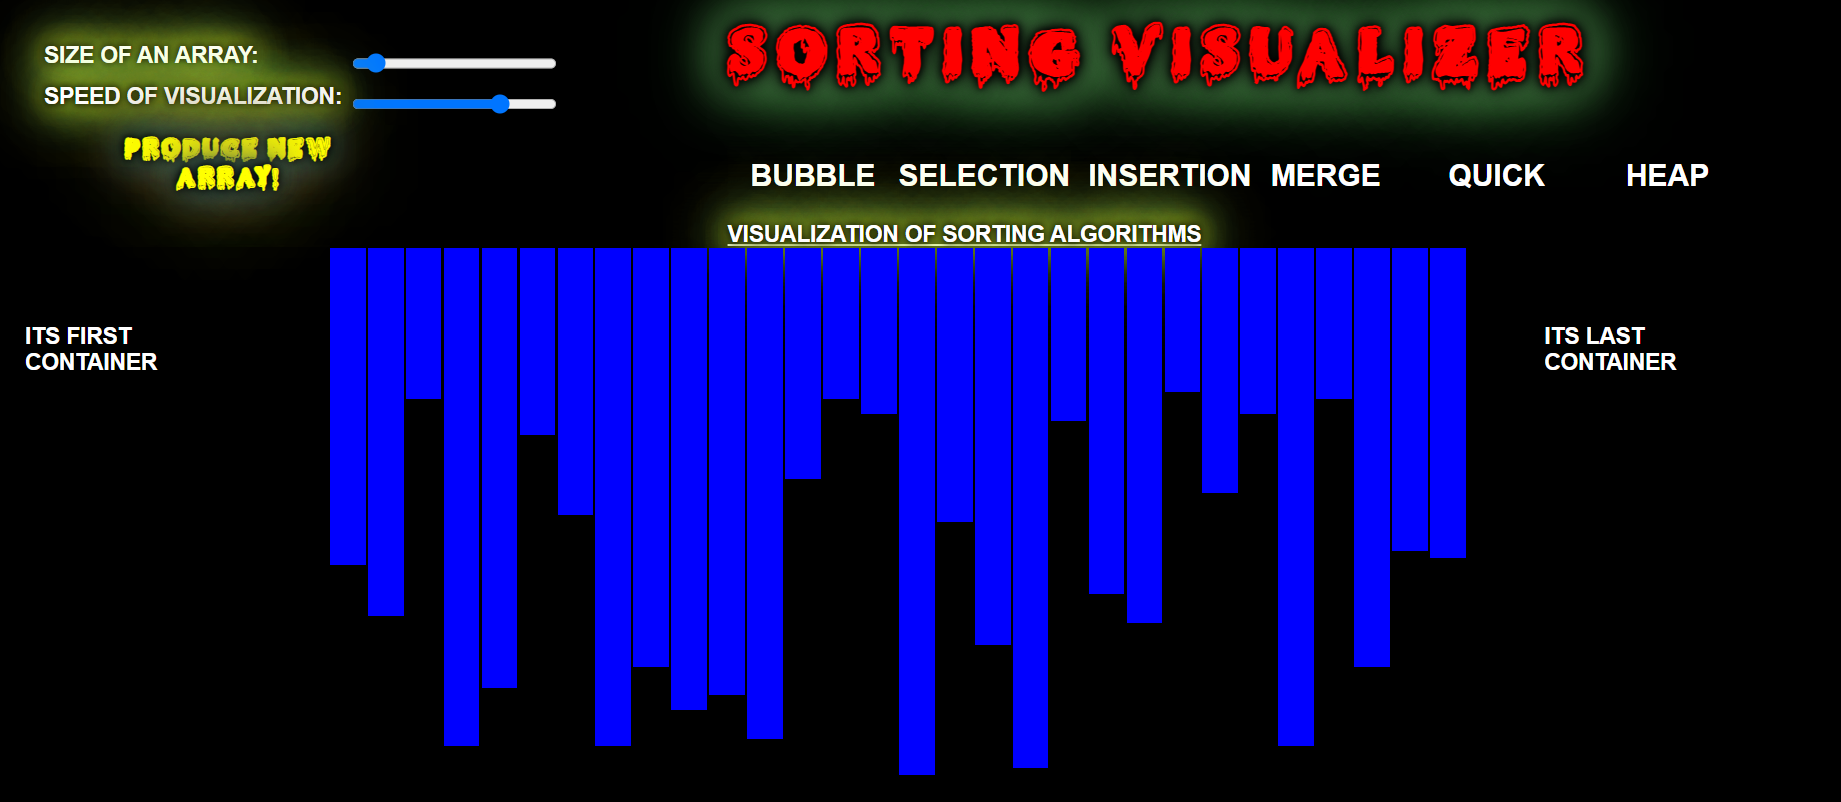 SIZE OF AN ARRAY:
SPEED OF VISUALIZATION:
PRODUCE NEW
ARRAY!
SORTING VISUALIZER
BUBBLE SELECTION INSERTION MERGE QUICK HEAP
VISUALIZATION OF SORTING ALGORITHMS
ITS FIRST
CONTAINER
ITS LAST
CONTAINER